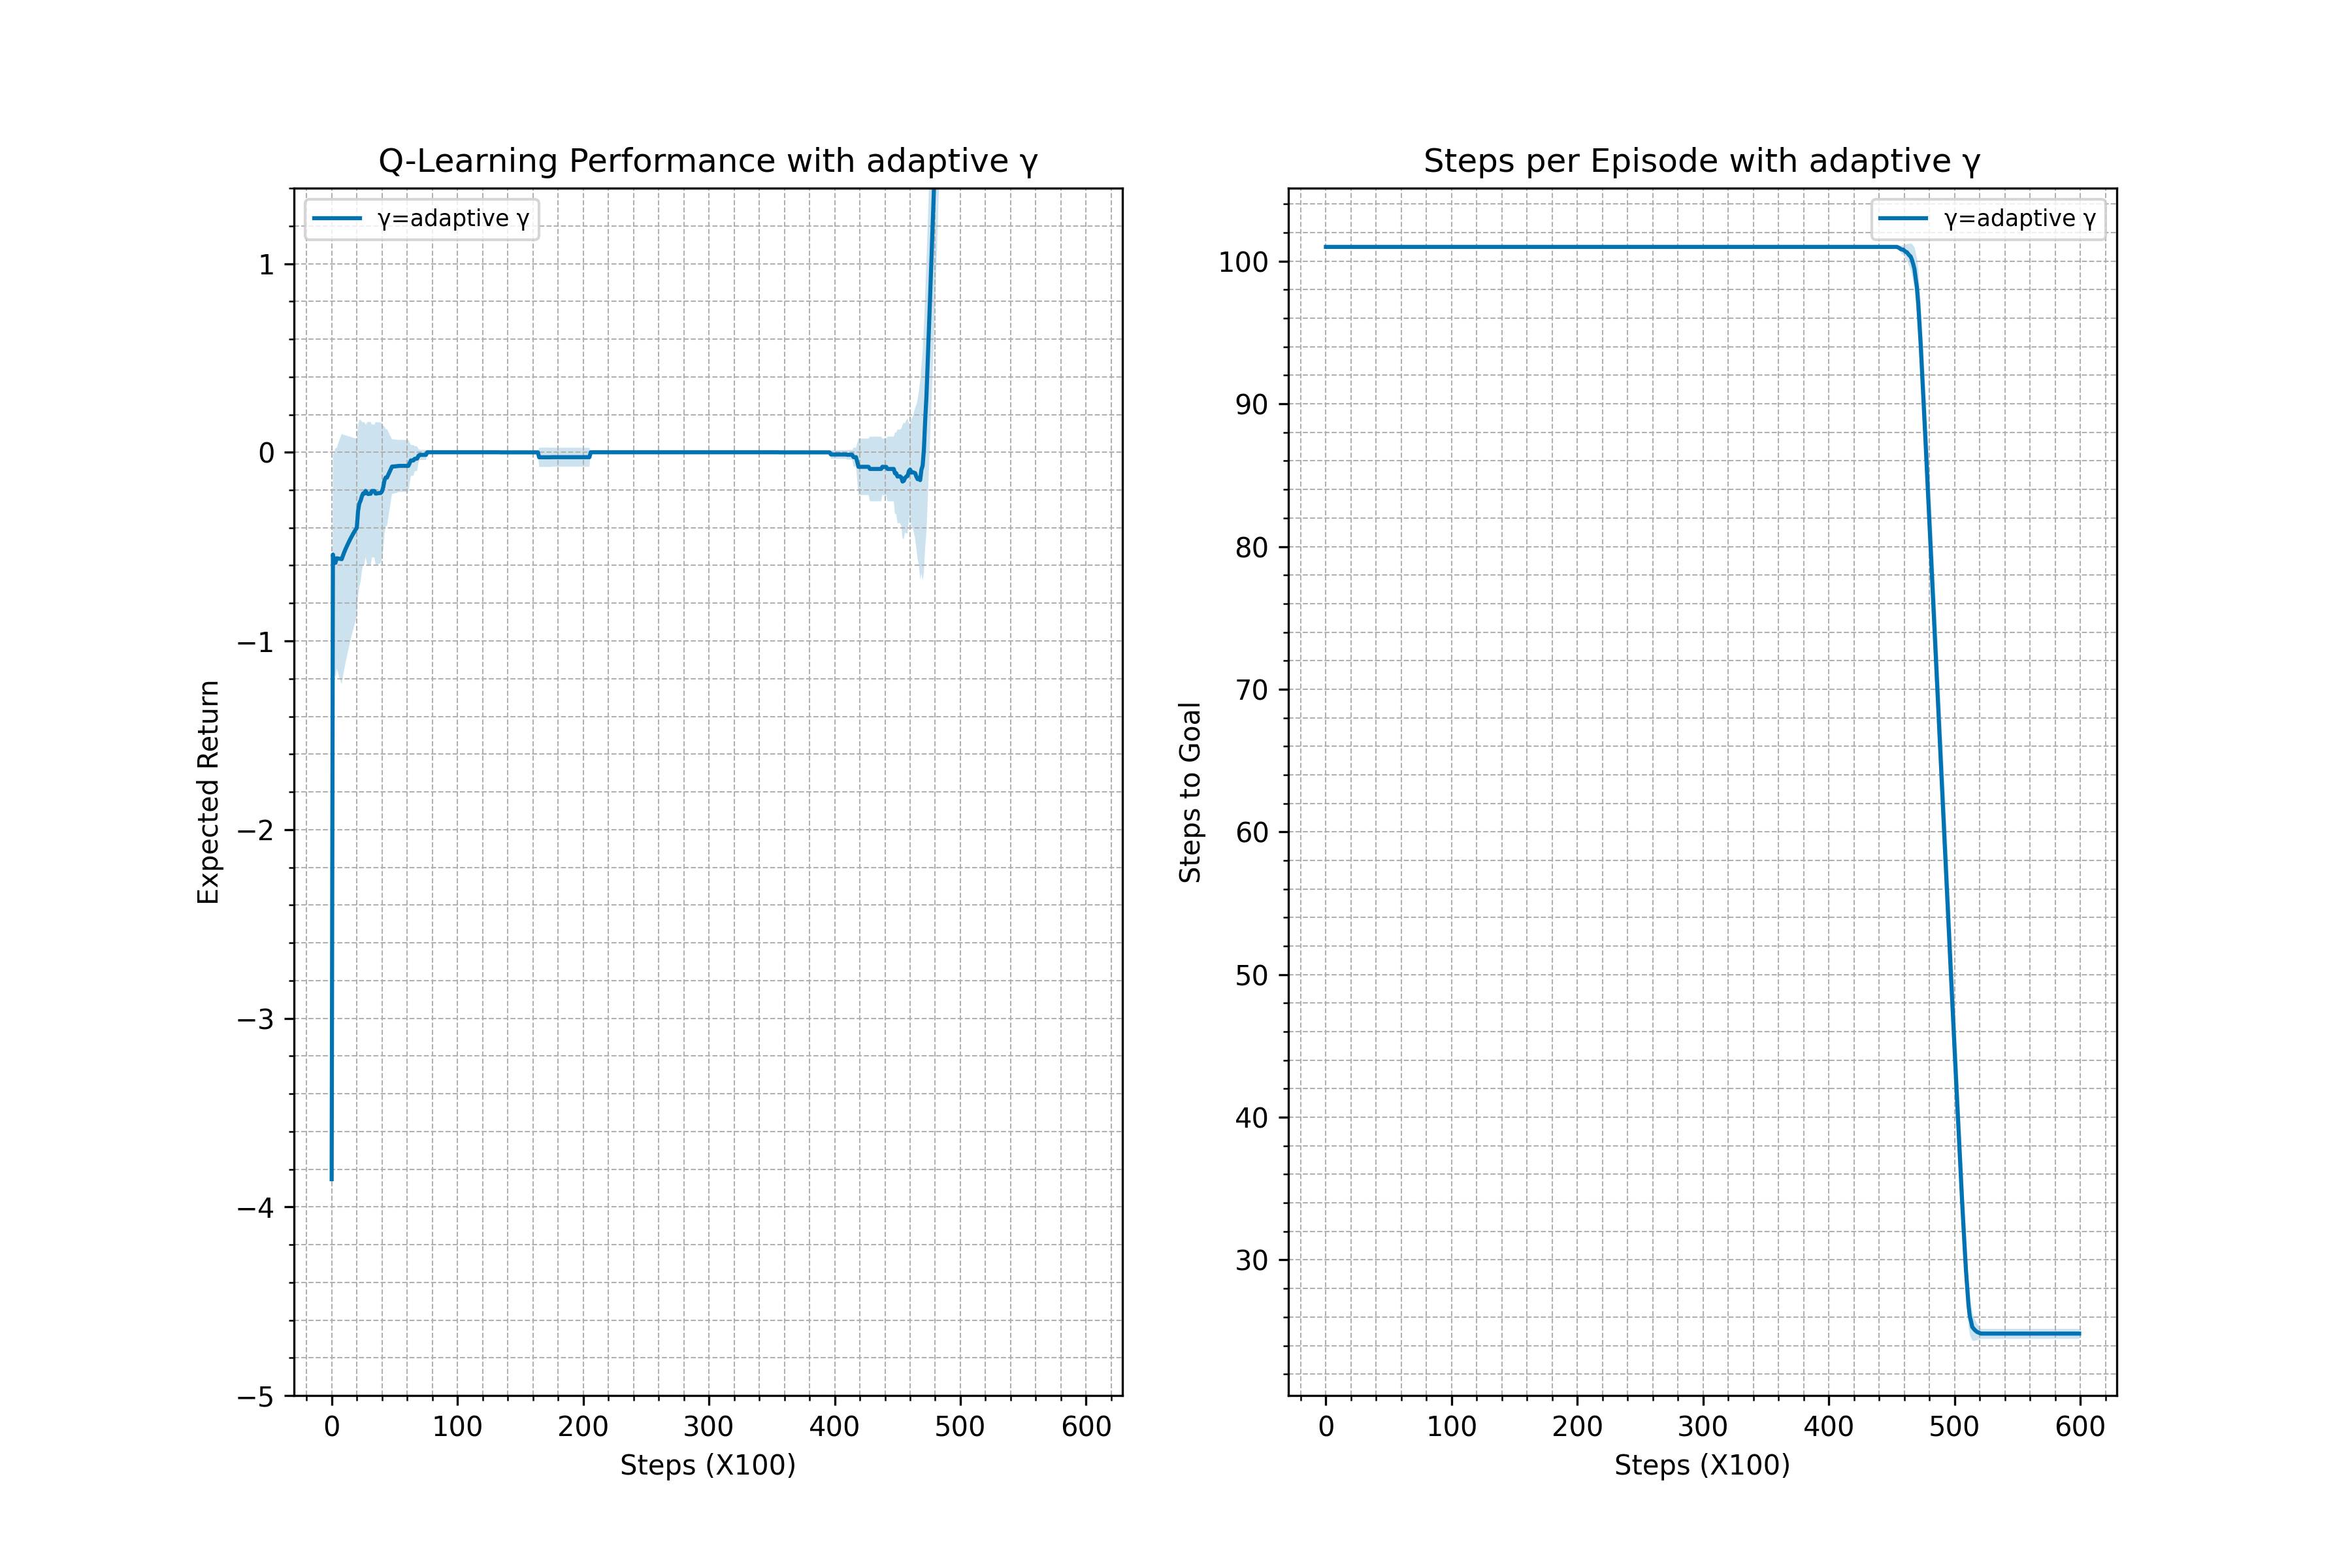 Q-Learning Performance with adaptive γ
γ=adaptive γ
1
0
−1
−2
−3
−4
−5
Expected Return
0 100 200 300 400 500 600
Steps (X100)
Steps per Episode with adaptive γ
γ=adaptive γ
100
90
80
70
60
50
40
30
Steps to Goal
0 100 200 300 400 500 600
Steps (X100)